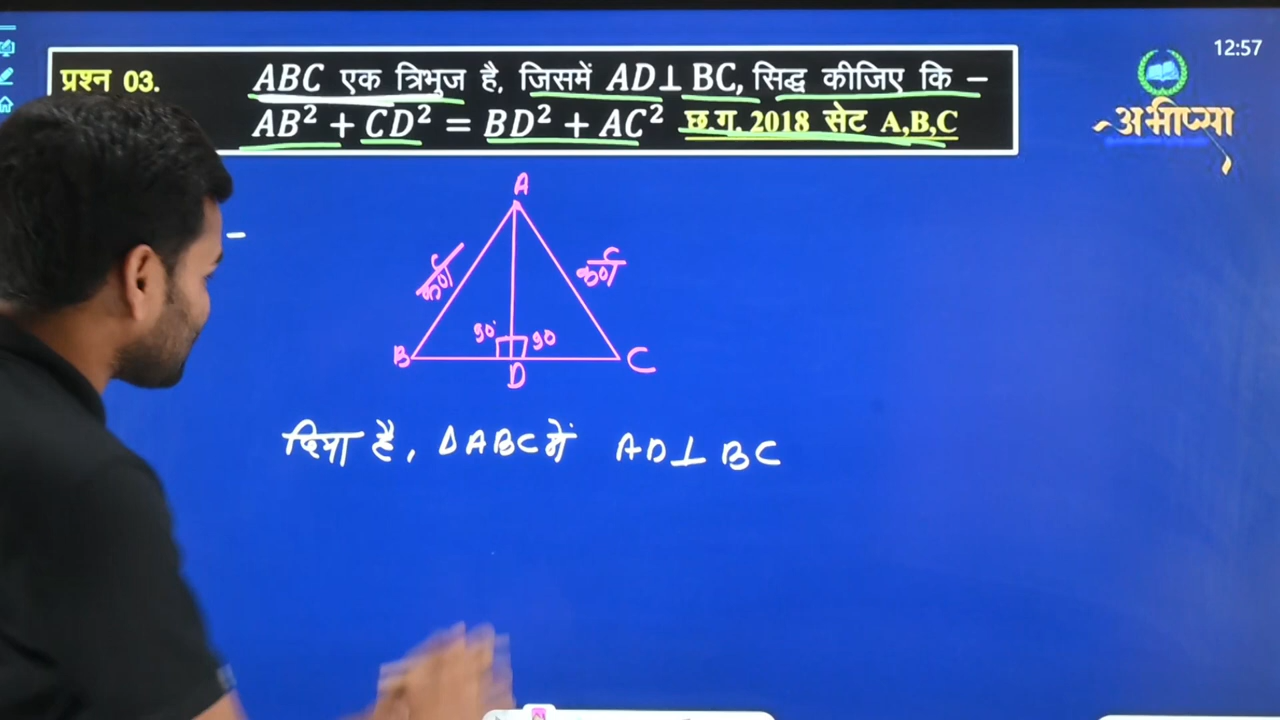 12:57
प्रश्न 03. ABC एक त्रिभुज है, जिसमें AD⊥ BC, सिद्ध कीजिए कि –
AB² + CD² = BD² + AC² छ.ग. 2018 सेट A,B,C
अभीप्सा
A
कर्ण कर्ण
90° 90
B D C
दिया है, ΔABC में AD⊥BC